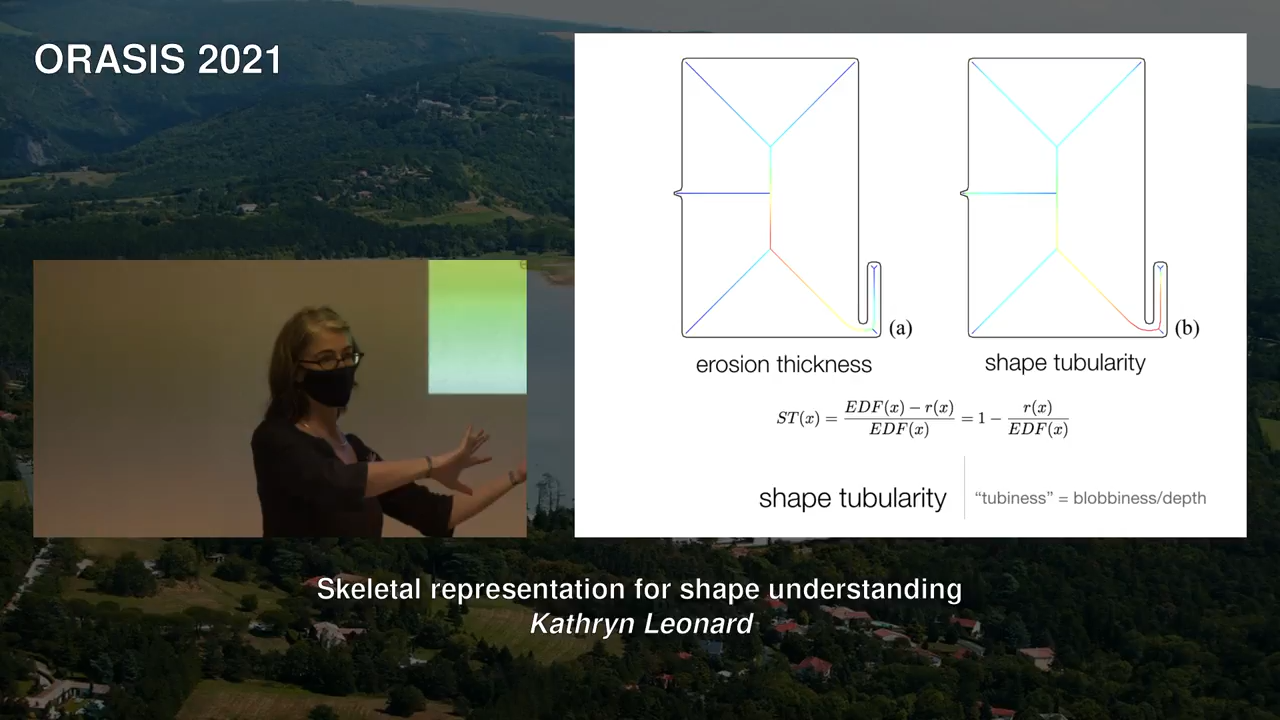 ORASIS 2021
(a)
(b)
erosion thickness
shape tubularity
ST(x) = EDF(x) − r(x) / EDF(x) = 1 − r(x) / EDF(x)
shape tubularity
“tubiness” = blobbiness/depth
Skeletal representation for shape understanding
Kathryn Leonard